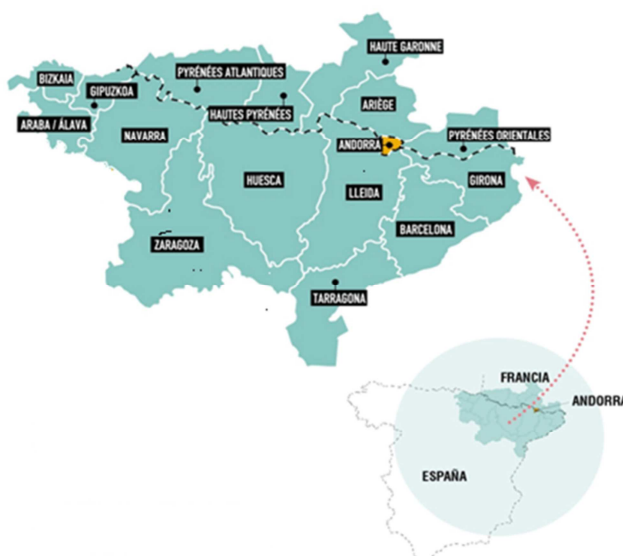 HAUTE GARONNE
BIZKAIA
PYRÉNÉES ATLANTIQUES
GIPUZKOA
ARIÈGE
HAUTES PYRÉNÉES
ARABA / ÁLAVA
NAVARRA
PYRÉNÉES ORIENTALES
ANDORRA
HUESCA
LLEIDA
GIRONA
BARCELONA
ZARAGOZA
TARRAGONA
FRANCIA
ANDORRA
ESPAÑA